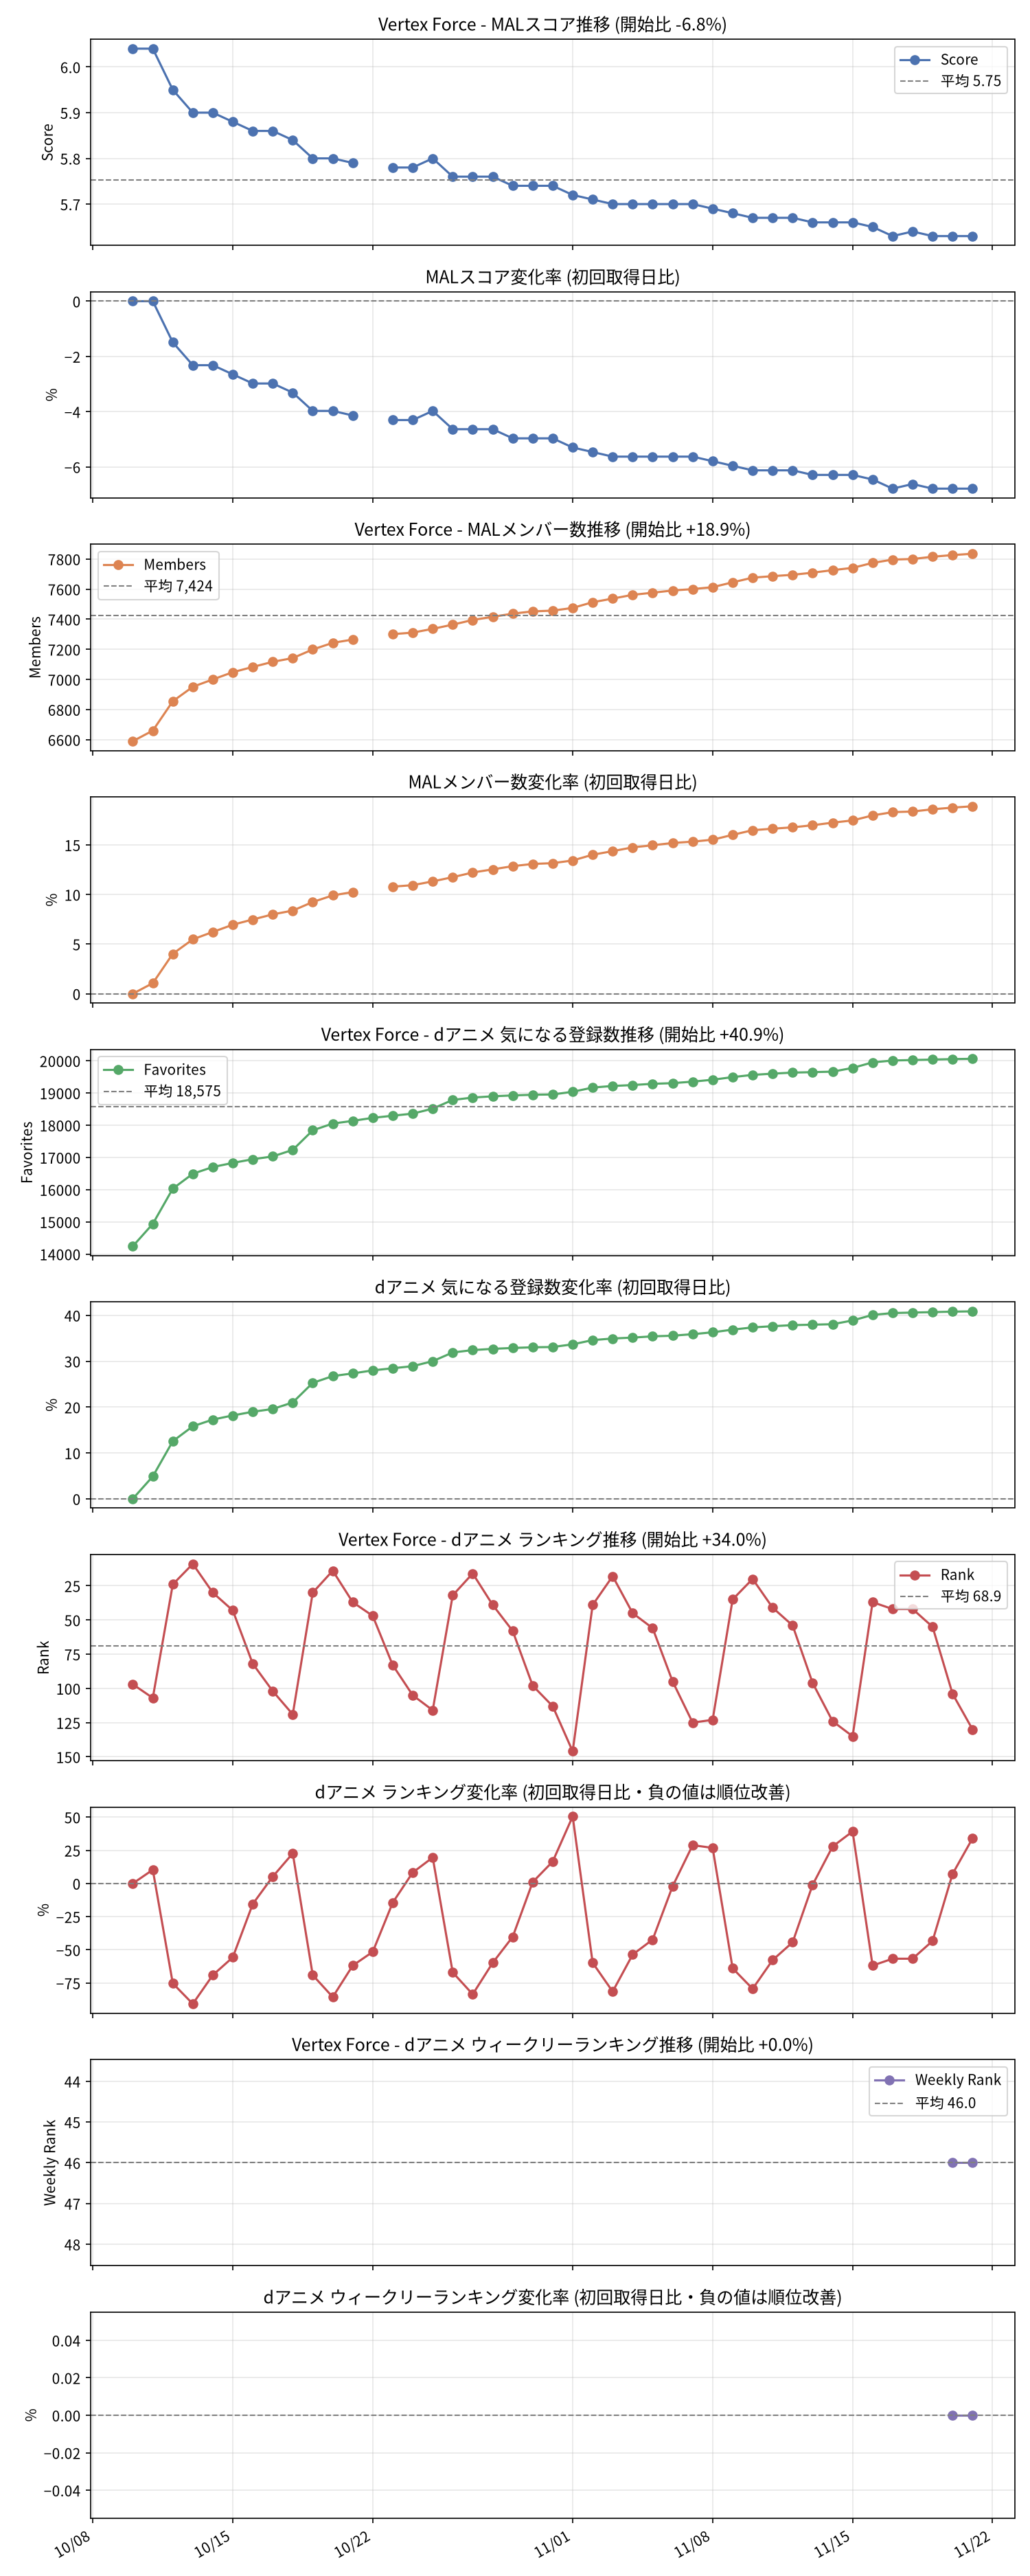 Vertex Force - MALスコア推移 (開始比 -6.8%)
Score
6.0
5.9
5.8
5.7
Score
平均 5.75
MALスコア変化率 (初回取得日比)
%
0
−2
−4
−6
Vertex Force - MALメンバー数推移 (開始比 +18.9%)
Members
7800
7600
7400
7200
7000
6800
6600
Members
平均 7,424
MALメンバー数変化率 (初回取得日比)
%
15
10
5
0
Vertex Force - dアニメ 気になる登録数推移 (開始比 +40.9%)
Favorites
20000
19000
18000
17000
16000
15000
14000
Favorites
平均 18,575
dアニメ 気になる登録数変化率 (初回取得日比)
%
40
30
20
10
0
Vertex Force - dアニメ ランキング推移 (開始比 +34.0%)
Rank
25
50
75
100
125
150
Rank
平均 68.9
dアニメ ランキング変化率 (初回取得日比・負の値は順位改善)
%
50
25
0
−25
−50
−75
Vertex Force - dアニメ ウィークリーランキング推移 (開始比 +0.0%)
Weekly Rank
44
45
46
47
48
Weekly Rank
平均 46.0
dアニメ ウィークリーランキング変化率 (初回取得日比・負の値は順位改善)
%
0.04
0.02
0.00
−0.02
−0.04
10/08
10/15
10/22
11/01
11/08
11/15
11/22